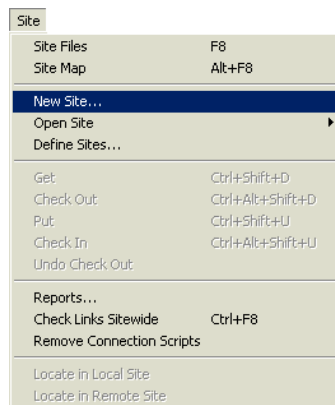 Site
Site Files F8
Site Map Alt+F8
New Site...
Open Site
Define Sites...
Get Ctrl+Shift+D
Check Out Ctrl+Alt+Shift+D
Put Ctrl+Shift+U
Check In Ctrl+Alt+Shift+U
Undo Check Out
Reports...
Check Links Sitewide Ctrl+F8
Remove Connection Scripts
Locate in Local Site
Locate in Remote Site